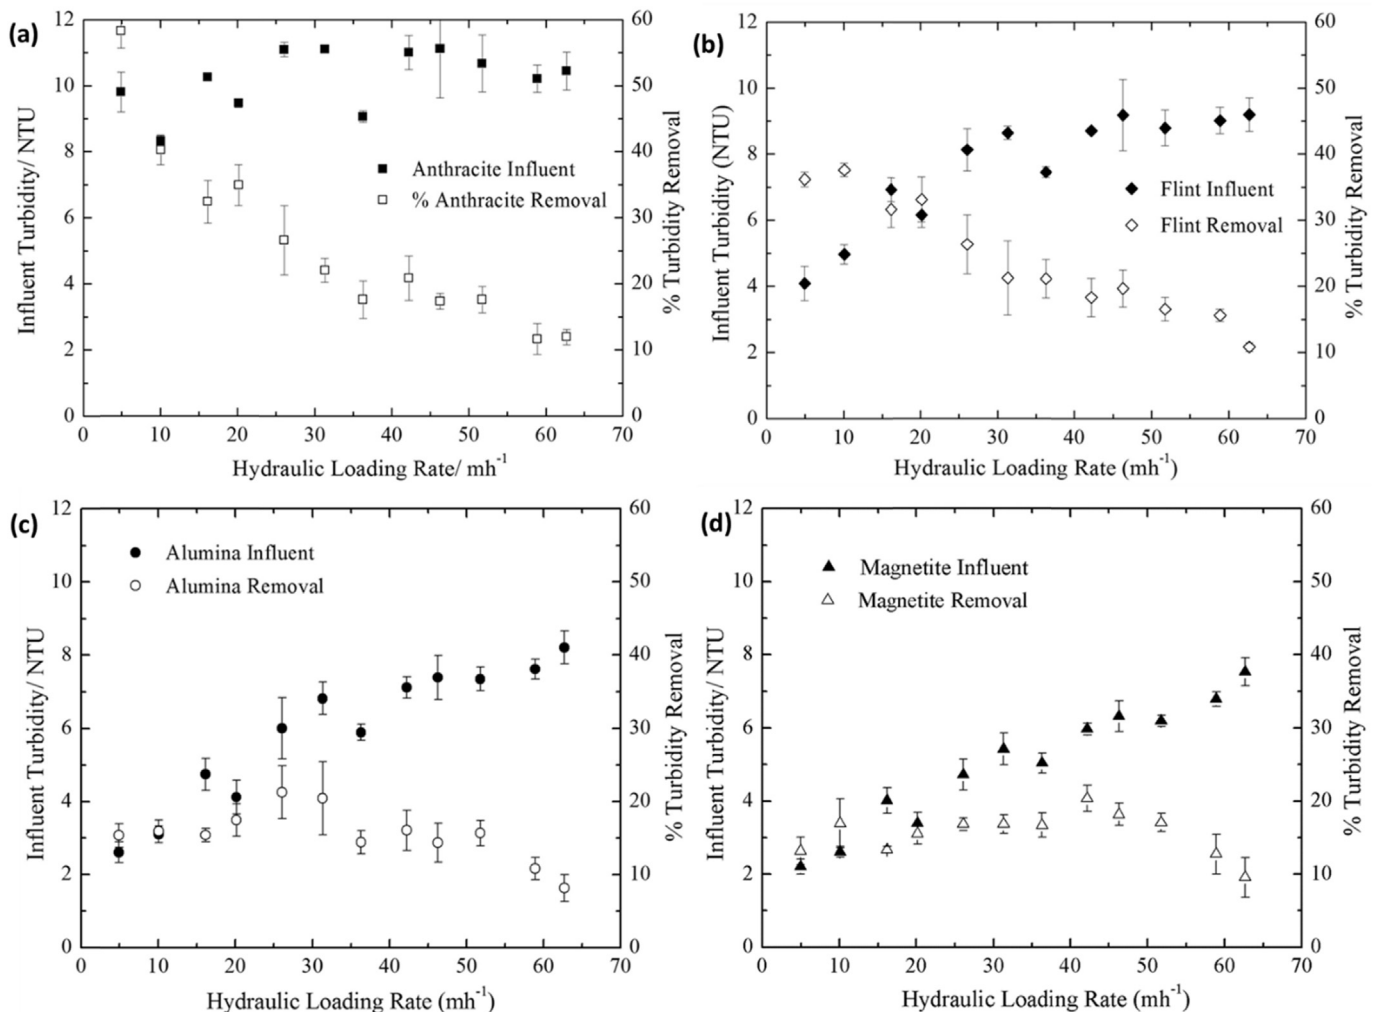 (a)
12
10
8
6
4
2
0
Influent Turbidity/ NTU
60
50
40
30
20
10
0
% Turbidity Removal
Anthracite Influent
% Anthracite Removal
0 10 20 30 40 50 60 70
Hydraulic Loading Rate/ mh⁻¹
(b)
12
10
8
6
4
2
0
Influent Turbidity (NTU)
60
50
40
30
20
10
0
% Turbidity Removal
Flint Influent
Flint Removal
0 10 20 30 40 50 60 70
Hydraulic Loading Rate (mh⁻¹)
(c)
12
10
8
6
4
2
0
Influent Turbidity/ NTU
60
50
40
30
20
10
0
% Turbidity Removal
Alumina Influent
Alumina Removal
0 10 20 30 40 50 60 70
Hydraulic Loading Rate (mh⁻¹)
(d)
12
10
8
6
4
2
0
Influent Turbidity/ NTU
60
50
40
30
20
10
0
% Turbidity Removal
Magnetite Influent
Magnetite Removal
0 10 20 30 40 50 60 70
Hydraulic Loading Rate (mh⁻¹)